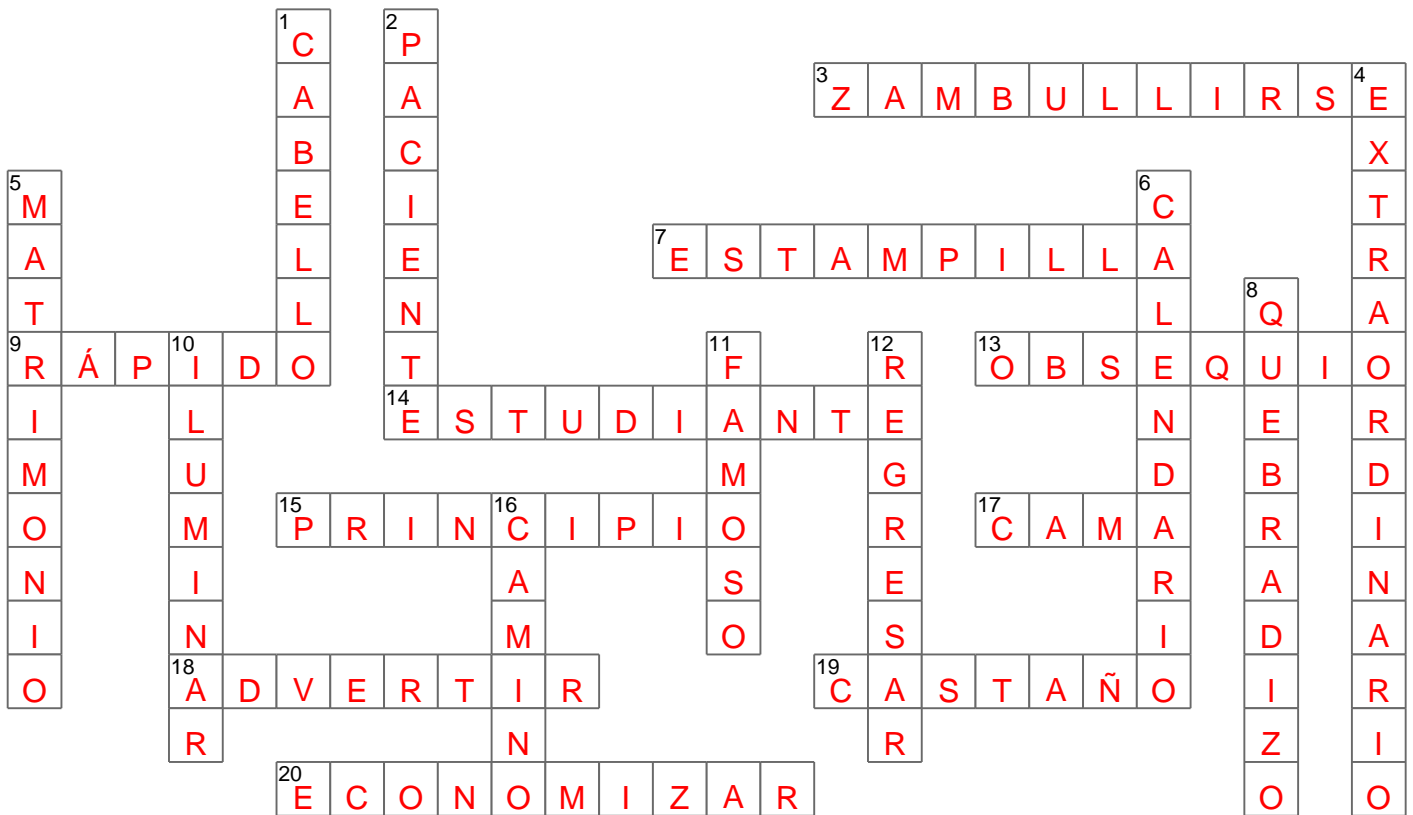 1 CABELLO
2 PACIENTE
3 ZAMBULLIRSE
4 EXTRAORDINARIO
5 MATRIMONIO
6 CALENDARIO
7 ESTAMPILLA
8 QUEBRADIZO
9 RÁPIDO
10 ILUMINAR
11 FAMOSO
12 REGRESAR
13 OBSEQUIO
14 ESTUDIANTE
15 PRINCIPIO
16 CAMINO
17 CAMA
18 ADVERTIR
19 CASTAÑO
20 ECONOMIZAR